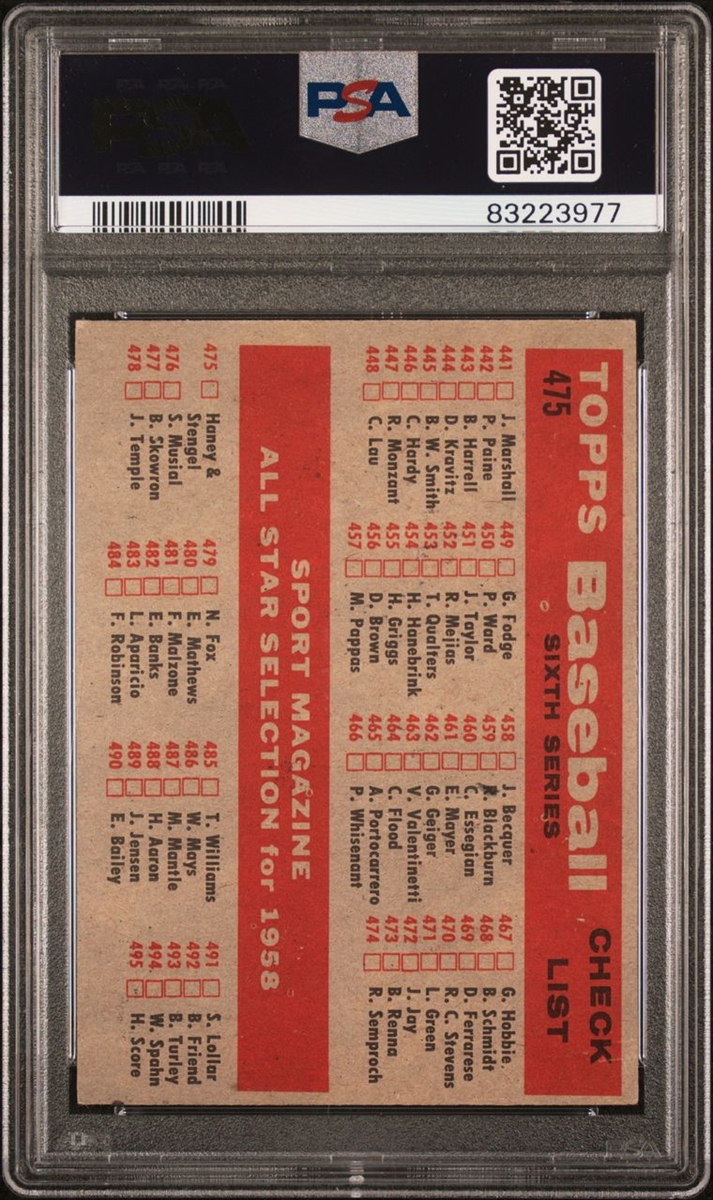 PSA
83223977
TOPPS Baseball CHECK LIST
475 SIXTH SERIES
441 J. Marshall
442 P. Paine
443 B. Harrell
444 D. Kravitz
445 B. W. Smith
446 C. Hardy
447 R. Monzant
448 C. Lau
449 G. Fodge
450 P. Ward
451 J. Taylor
452 R. Mejias
453 T. Qualters
454 H. Hanebrink
455 H. Griggs
456 D. Brown
457 M. Pappas
458 J. Becquer
459 R. Blackburn
460 C. Essegian
461 E. Mayer
462 G. Geiger
463 V. Valentinetti
464 C. Flood
465 A. Portocarrero
466 P. Whisenant
467 G. Hobbie
468 B. Schmidt
469 D. Ferrarese
470 R. C. Stevens
471 L. Green
472 J. Jay
473 B. Renna
474 R. Semproch
SPORT MAGAZINE
ALL STAR SELECTION for 1958
475 Haney &
Stengel
476 S. Musial
477 B. Skowron
478 J. Temple
479 N. Fox
480 E. Mathews
481 F. Malzone
482 E. Banks
483 L. Aparicio
484 F. Robinson
485 T. Williams
486 W. Mays
487 M. Mantle
488 H. Aaron
489 J. Jensen
490 E. Bailey
491 S. Lollar
492 B. Friend
493 B. Turley
494 W. Spahn
495 H. Score
PSA